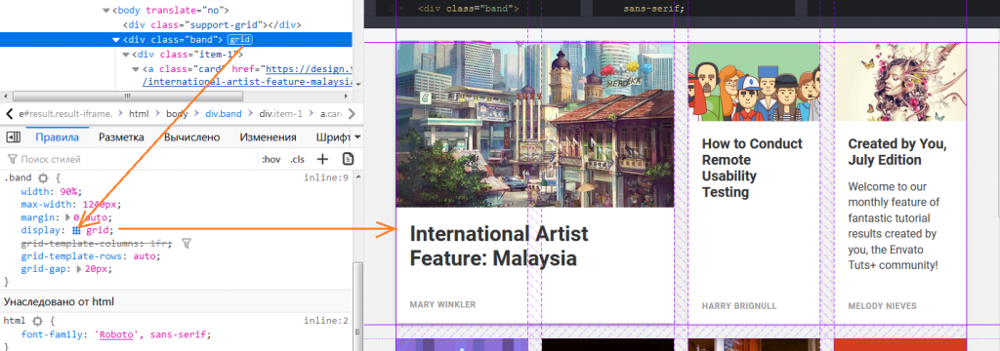 <body translate="no">
<div class="support-grid"></div>
<div class="band"> grid
<div class="item-1">
<a class="card" href="https://design.t
/international-artist-feature-malaysia
e#result.result-iframe. > html > body > div.band > div.item-1 > a.card
Правила Разметка Вычислено Изменения Шрифт
Поиск стилей :hov .cls +
.band { inline:9
width: 90%;
max-width: 1240px;
margin: 0 auto;
display: grid;
grid-template-columns: 1fr;
grid-template-rows: auto;
grid-gap: 20px;
}
Унаследовано от html
html { inline:2
font-family: 'Roboto', sans-serif;
}
<div class="band"> sans-serif;
MERDEKA
International Artist
Feature: Malaysia
MARY WINKLER
How to Conduct
Remote
Usability
Testing
HARRY BRIGNULL
Created by You,
July Edition
Welcome to our
monthly feature of
fantastic tutorial
results created by
you, the Envato
Tuts+ community!
MELODY NIEVES